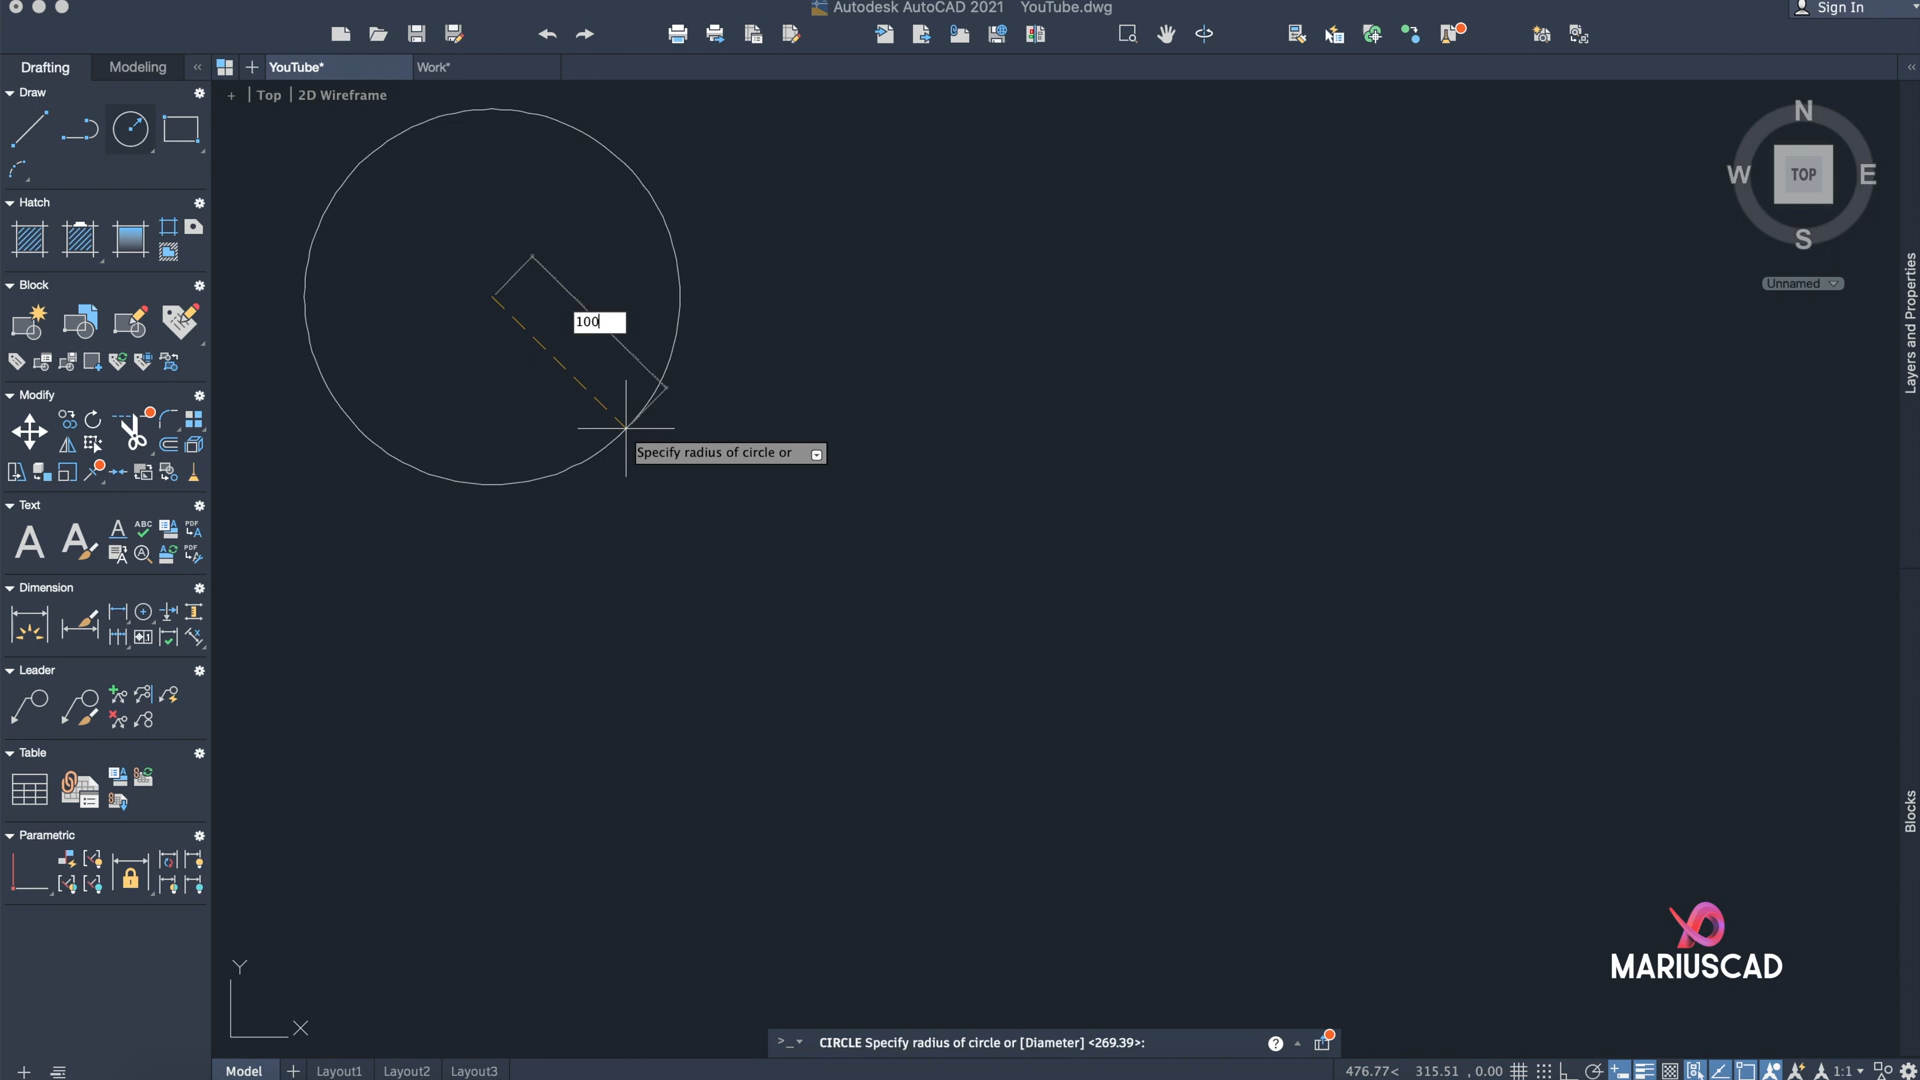 Autodesk AutoCAD 2021 YouTube.dwg
Sign In
Drafting Modeling « + YouTube* Work* «
Draw
+ | Top | 2D Wireframe
N
W TOP E
S
Unnamed
Hatch
Block
100
Specify radius of circle or
Modify
Text
A A A ABC A PDF A
Dimension
Leader
Table
Parametric
Layers and Properties
Blocks
MARIUSCAD
Y
X
>_ CIRCLE Specify radius of circle or [Diameter] <269.39>:
Model + Layout1 Layout2 Layout3
476.77< 315.51 , 0.00 1:1